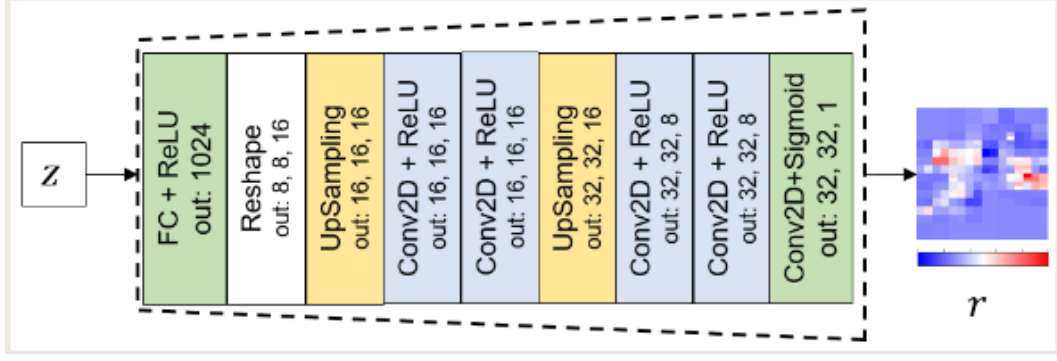 z
FC + ReLU
out: 1024
Reshape
out: 8, 8, 16
UpSampling
out: 16, 16, 16
Conv2D + ReLU
out: 16, 16, 16
Conv2D + ReLU
out: 16, 16, 16
UpSampling
out: 32, 32, 16
Conv2D + ReLU
out: 32, 32, 8
Conv2D + ReLU
out: 32, 32, 8
Conv2D+Sigmoid
out: 32, 32, 1
r